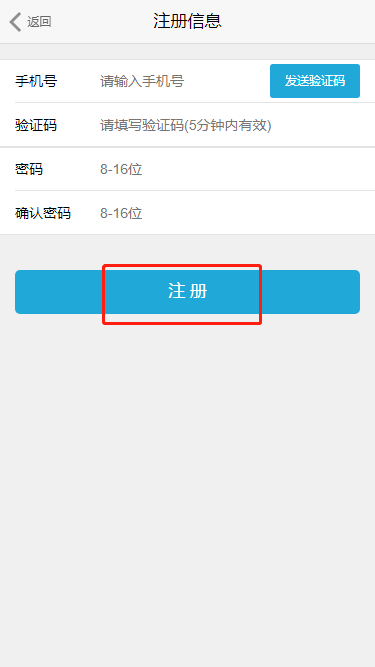 返回 注册信息
手机号 请输入手机号 发送验证码
验证码 请填写验证码(5分钟内有效)
密码 8-16位
确认密码 8-16位
注 册